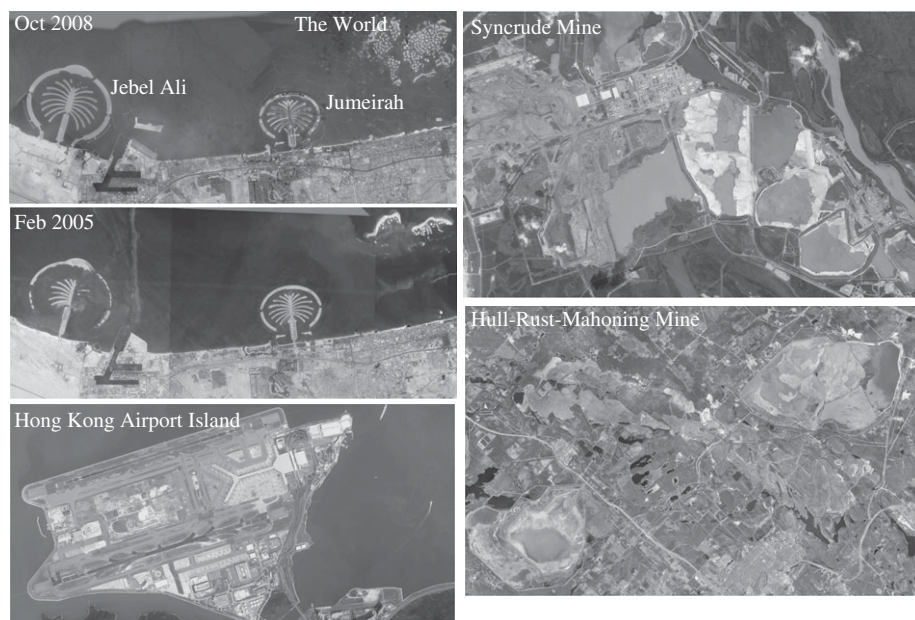 Oct 2008
The World
Jebel Ali
Jumeirah
Feb 2005
Hong Kong Airport Island
Syncrude Mine
Hull-Rust-Mahoning Mine